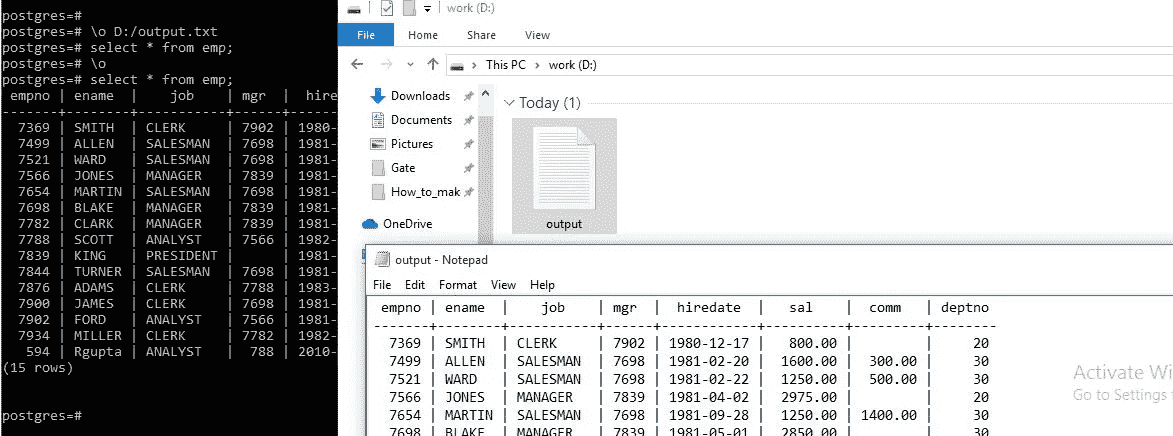 postgres=#
postgres=# \o D:/output.txt
postgres=# select * from emp;
postgres=# \o
postgres=# select * from emp;
empno | ename | job | mgr | hire
-------+--------+-----------+------+------
7369 | SMITH | CLERK | 7902 | 1980-
7499 | ALLEN | SALESMAN | 7698 | 1981-
7521 | WARD | SALESMAN | 7698 | 1981-
7566 | JONES | MANAGER | 7839 | 1981-
7654 | MARTIN | SALESMAN | 7698 | 1981-
7698 | BLAKE | MANAGER | 7839 | 1981-
7782 | CLARK | MANAGER | 7839 | 1981-
7788 | SCOTT | ANALYST | 7566 | 1982-
7839 | KING | PRESIDENT | | 1981-
7844 | TURNER | SALESMAN | 7698 | 1981-
7876 | ADAMS | CLERK | 7788 | 1983-
7900 | JAMES | CLERK | 7698 | 1981-
7902 | FORD | ANALYST | 7566 | 1981-
7934 | MILLER | CLERK | 7782 | 1982-
594 | Rgupta | ANALYST | 788 | 2010-
(15 rows)
postgres=#
work (D:)
File Home Share View
This PC > work (D:)
Downloads
Documents
Pictures
Gate
How_to_mak
OneDrive
Today (1)
output
output - Notepad
File Edit Format View Help
empno | ename | job | mgr | hiredate | sal | comm | deptno
-------+--------+-----------+------+------------+---------+---------+--------
7369 | SMITH | CLERK | 7902 | 1980-12-17 | 800.00 | | 20
7499 | ALLEN | SALESMAN | 7698 | 1981-02-20 | 1600.00 | 300.00 | 30
7521 | WARD | SALESMAN | 7698 | 1981-02-22 | 1250.00 | 500.00 | 30
7566 | JONES | MANAGER | 7839 | 1981-04-02 | 2975.00 | | 20
7654 | MARTIN | SALESMAN | 7698 | 1981-09-28 | 1250.00 | 1400.00 | 30
7698 | BLAKE | MANAGER | 7839 | 1981-05-01 | 2850.00 | | 30
Activate Wi
Go to Settings